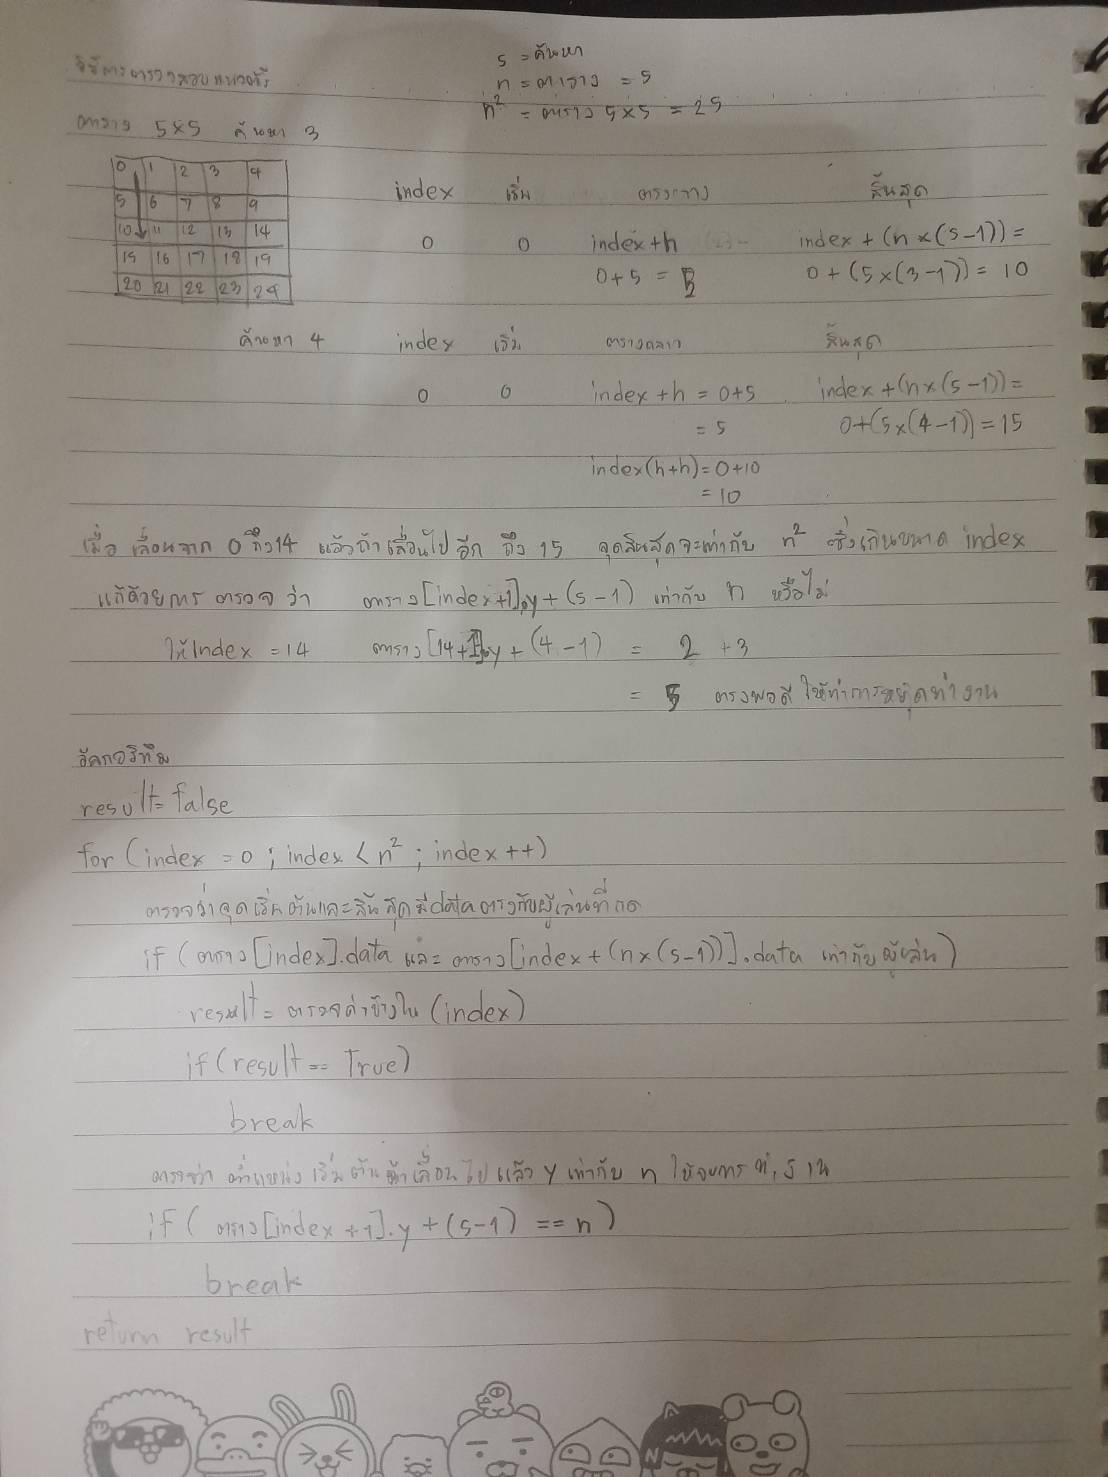 วิธีการตรวจสอบแนวตั้ง
s = ค้นหา
n = ตาราง = 5
n² = ตาราง 5x5 = 25
ตาราง 5x5 ค้นหา 3
0 1 2 3 4
5 6 7 8 9
10 11 12 13 14
15 16 17 18 19
20 21 22 23 24
index เริ่ม ตรงกลาง สิ้นสุด
0 0 index+n index + (n x (s-1)) =
0+5 = 5 0 + (5x(3-1)) = 10
ค้นหา 4 index เริ่ม ตรงกลาง สิ้นสุด
0 0 index+n = 0+5 index + (n x (s-1)) =
= 5 0+(5x(4-1)) = 15
index(n+n) = 0+10
= 10
เมื่อ เลื่อนจาก 0 ถึง 14 แล้วถ้าเลื่อนไปอีก ถึง 15 จุดสิ้นสุดจะเท่ากับ n² ซึ่งเกินขนาด index
แก้ด้วยการ ตรวจ ว่า ตาราง[index+1].y + (s-1) เท่ากับ n หรือไม่
ให้ index = 14 ตาราง[14+1].y + (4-1) = 2 + 3
= 5 ตรงพอดี ให้ทำการหยุดทำงาน
อัลกอริทึม
result = false
for (index = 0 ; index < n² ; index ++)
ตรวจว่าจุดเริ่มต้นและสิ้นสุดมีdataตรงกับผู้เล่นที่กด
if (ตาราง[index].data และ ตาราง[index + (n x (s-1))].data เท่ากับ ผู้เล่น)
result = ตรวจค่าข้างใน (index)
if (result == True)
break
ตรวจว่า ตำแหน่ง เริ่มต้น ถ้าเลื่อนไป แล้ว y เท่ากับ n ให้จบการทำงาน
if ( ตาราง[index +1].y + (s-1) == n )
break
return result